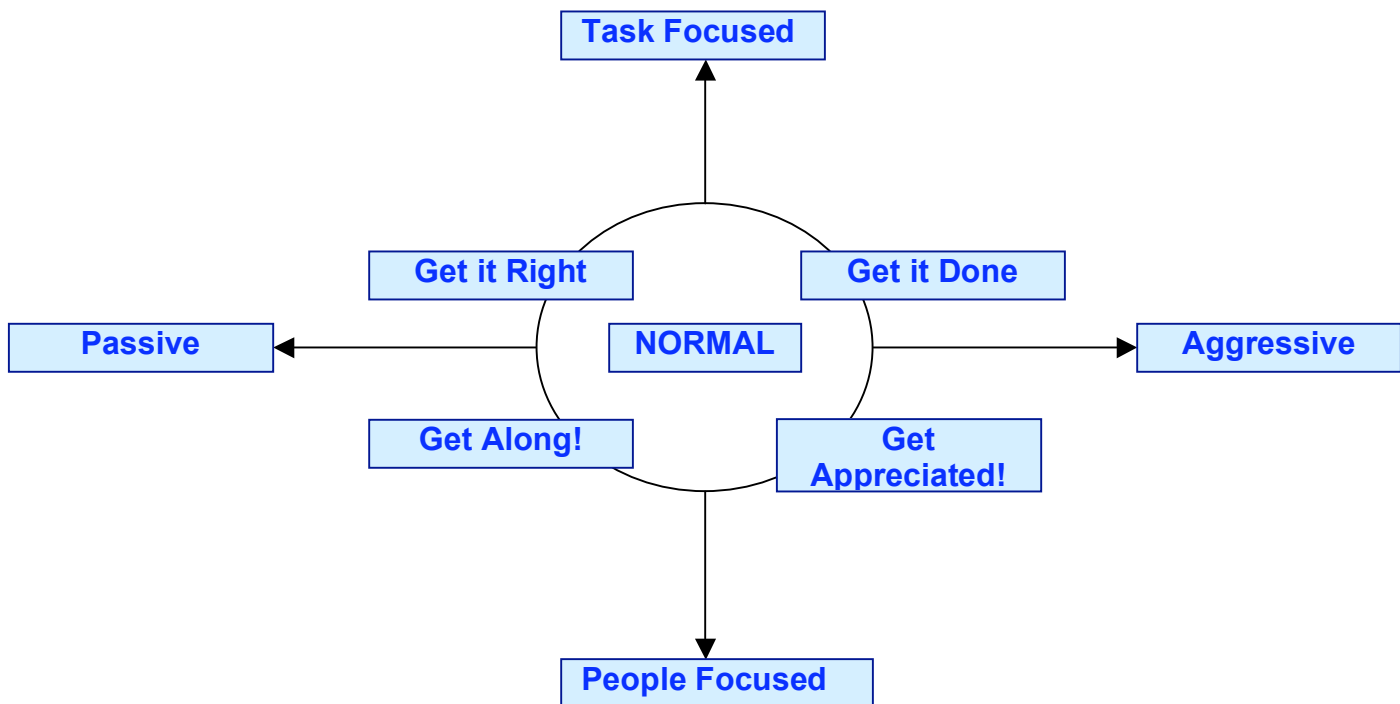 Task Focused
Get it Right
Get it Done
Passive
NORMAL
Aggressive
Get Along!
Get
Appreciated!
People Focused